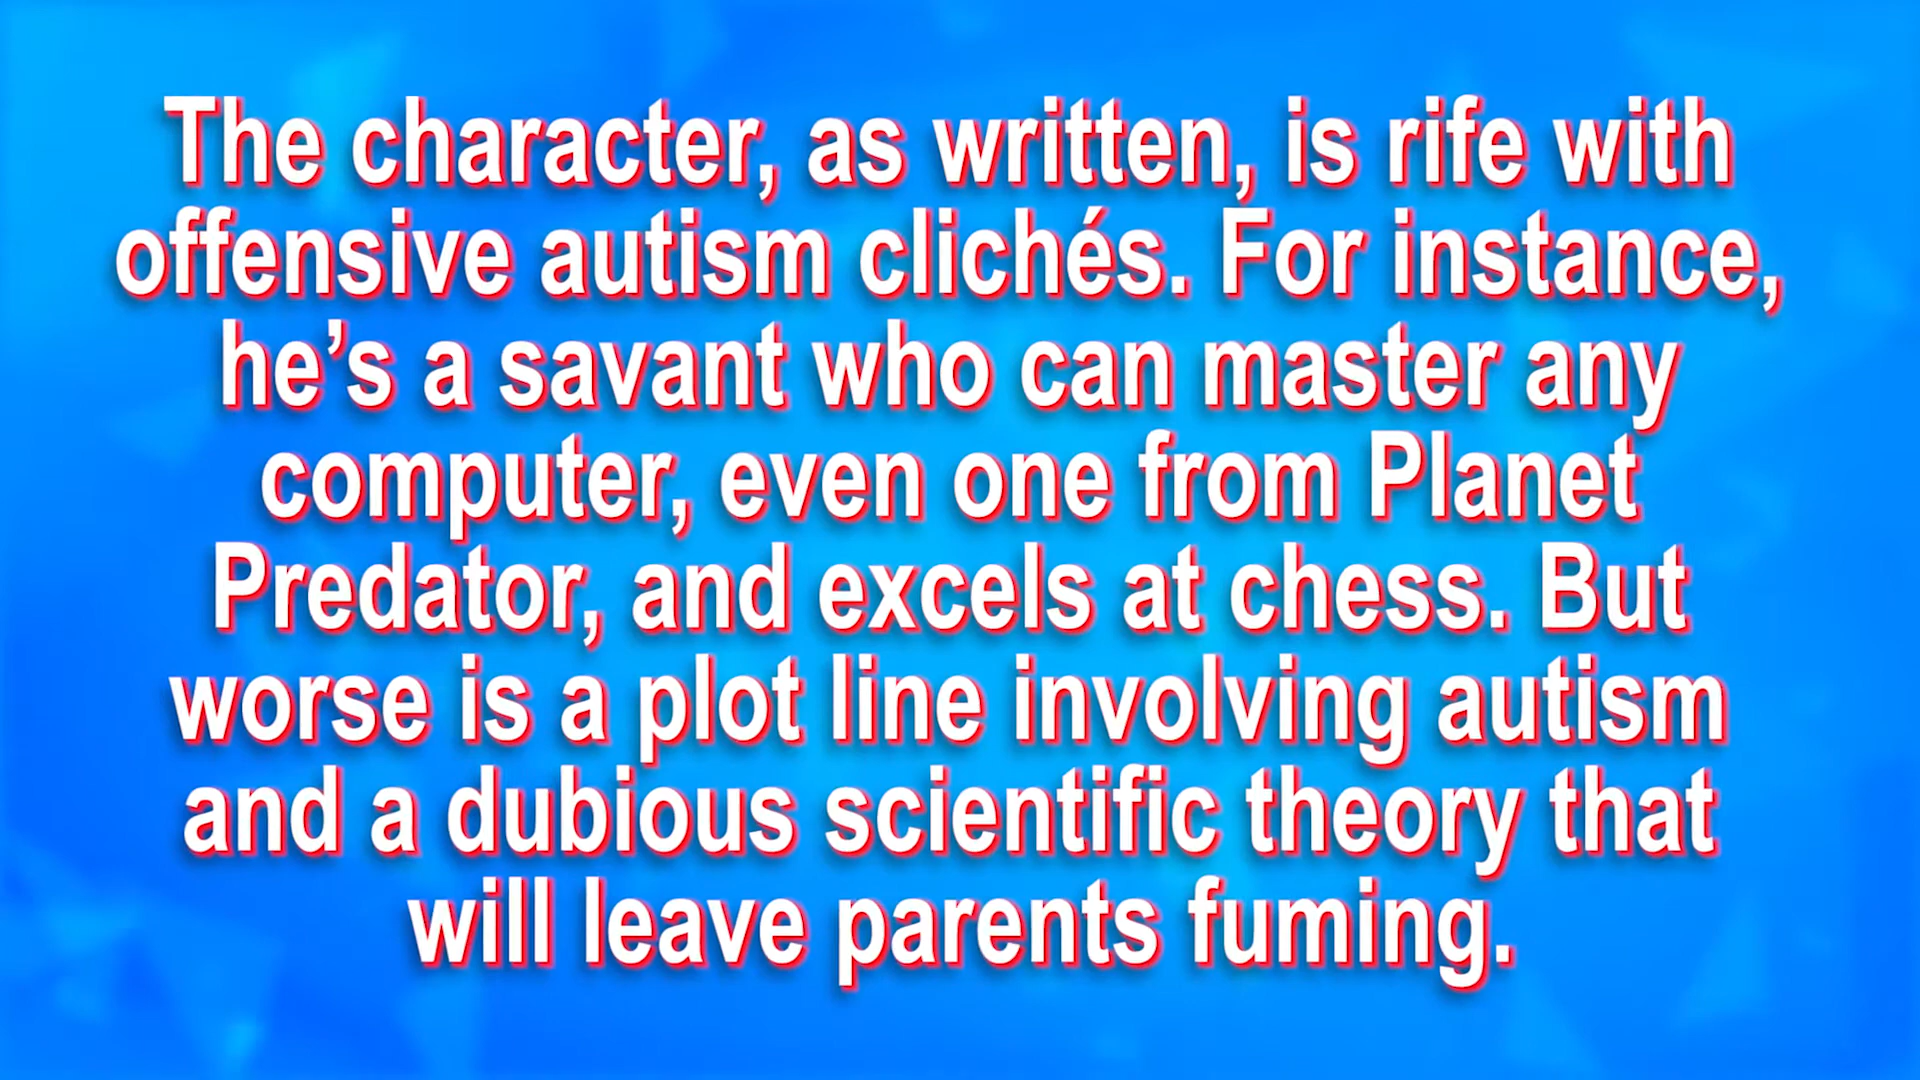 The character, as written, is rife with
offensive autism clichés. For instance,
he’s a savant who can master any
computer, even one from Planet
Predator, and excels at chess. But
worse is a plot line involving autism
and a dubious scientific theory that
will leave parents fuming.